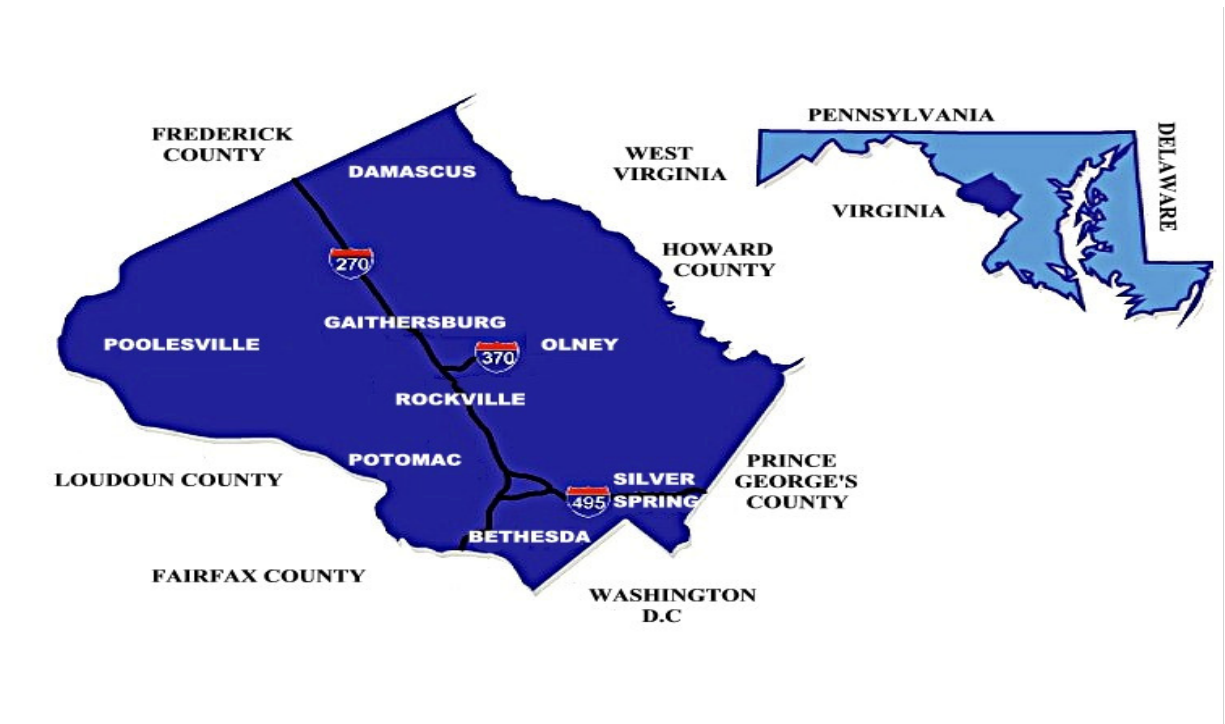 FREDERICK
COUNTY
DAMASCUS
270
GAITHERSBURG
POOLESVILLE
370
OLNEY
ROCKVILLE
POTOMAC
LOUDOUN COUNTY
495
SILVER
SPRING
BETHESDA
FAIRFAX COUNTY
WASHINGTON
D.C
PRINCE
GEORGE'S
COUNTY
HOWARD
COUNTY
WEST
VIRGINIA
PENNSYLVANIA
VIRGINIA
DELAWARE